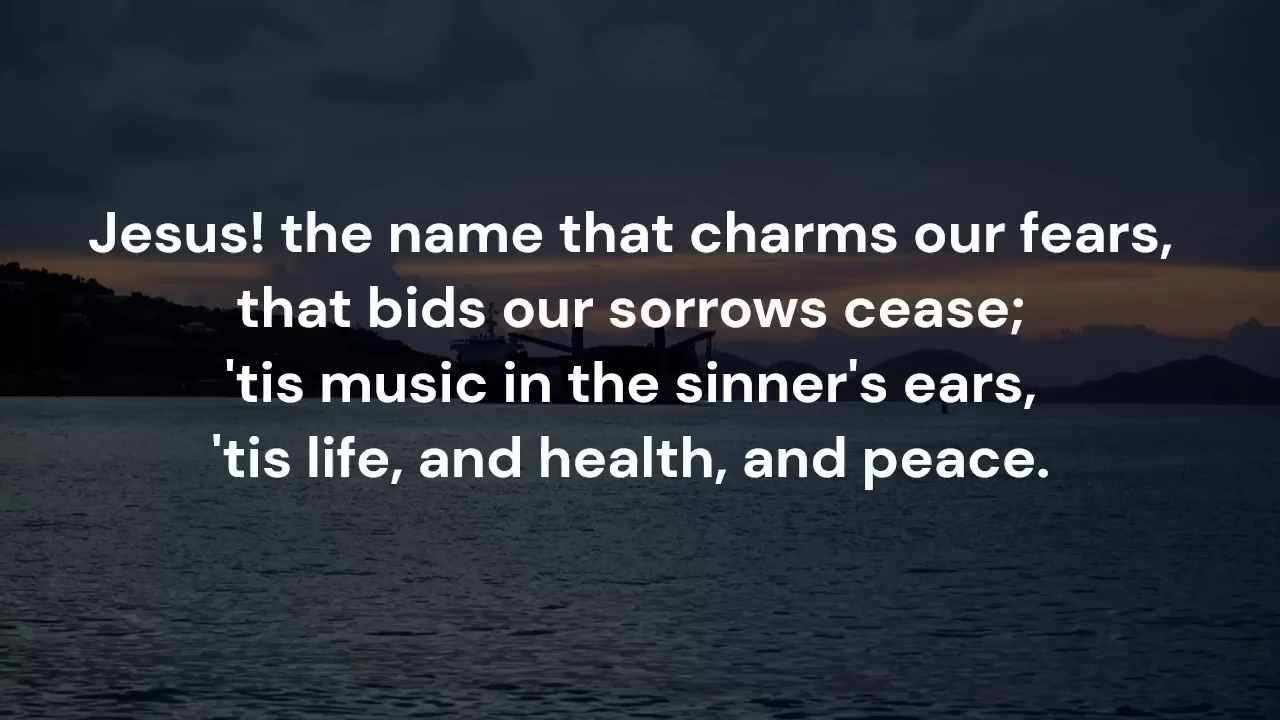 Jesus! the name that charms our fears,
that bids our sorrows cease;
'tis music in the sinner's ears,
'tis life, and health, and peace.